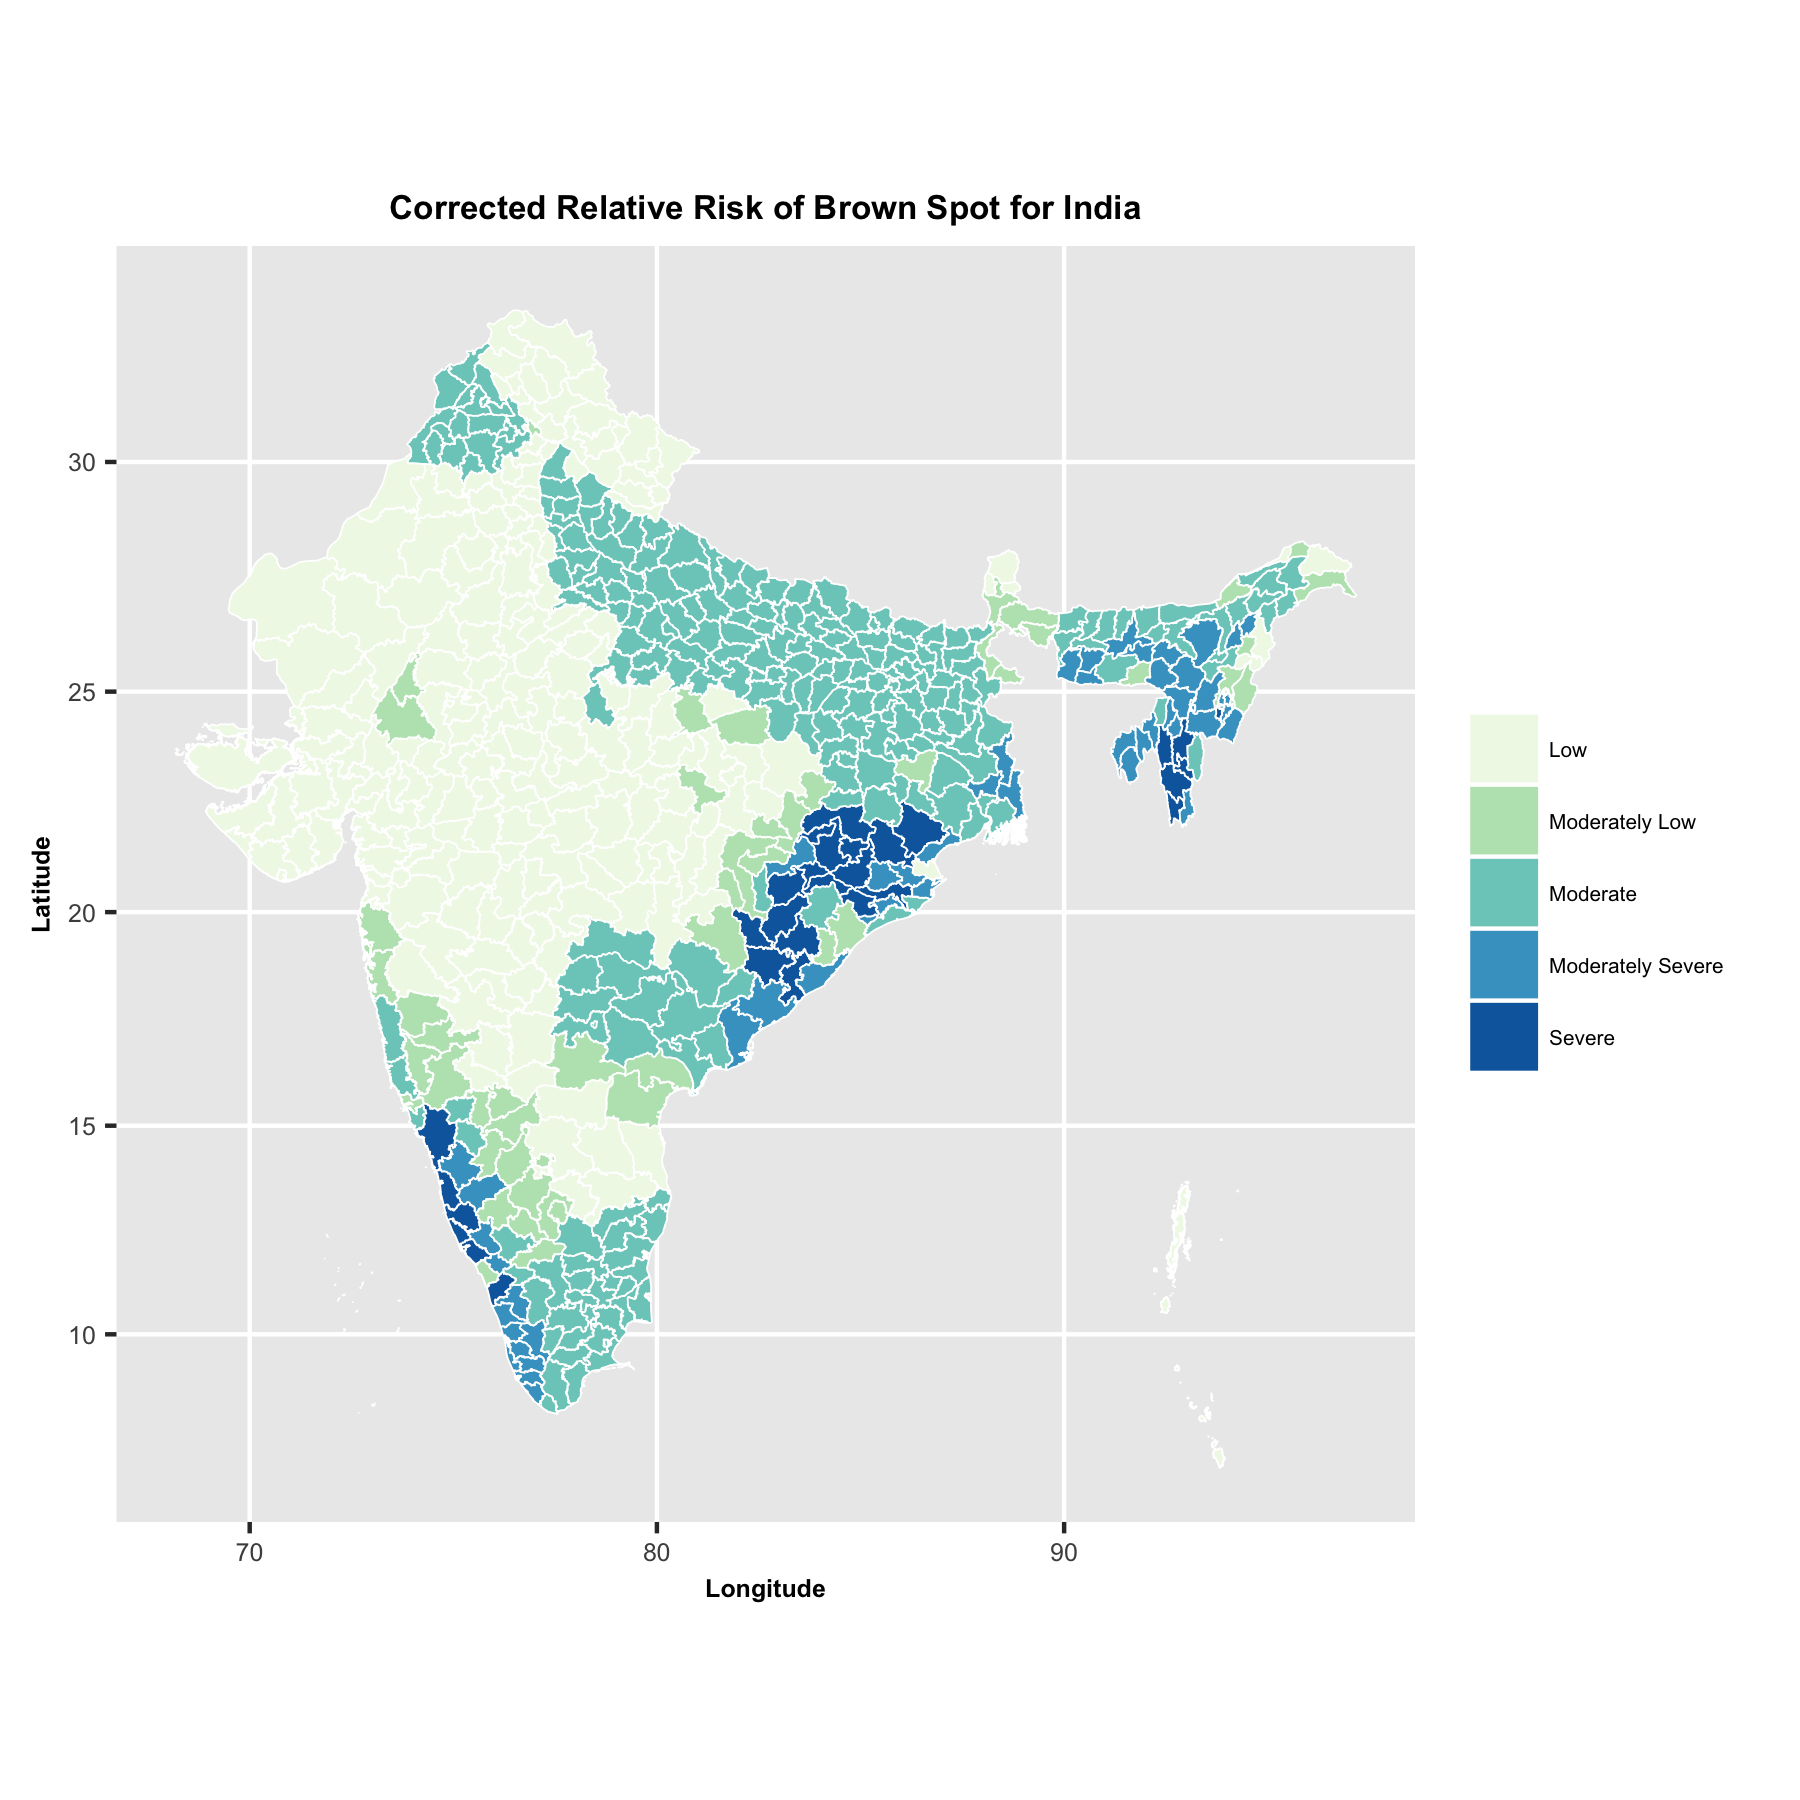 Corrected Relative Risk of Brown Spot for India
30
25
20
15
10
Latitude
70
80
90
Longitude
Low
Moderately Low
Moderate
Moderately Severe
Severe